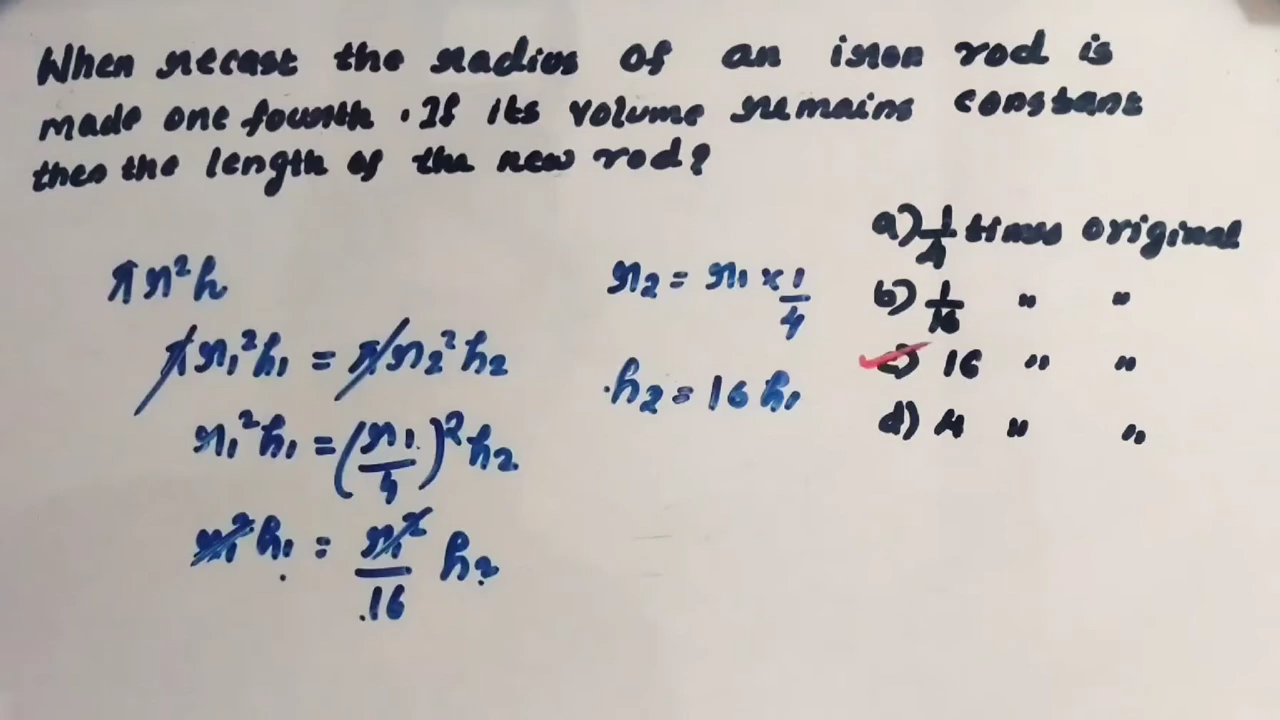 When recast the radius of an iron rod is
made one fourth . If its volume remains constant
then the length of the new rod?
a) 1/4 times original
b) 1/16 " "
c) 16 " "
d) 4 " "
πr²h
πr₁²h₁ = πr₂²h₂
r₁²h₁ = (r₁/4)²h₂
r₁²h₁ = r₁²/16 h₂
r₂ = r₁ × 1/4
h₂ = 16 h₁